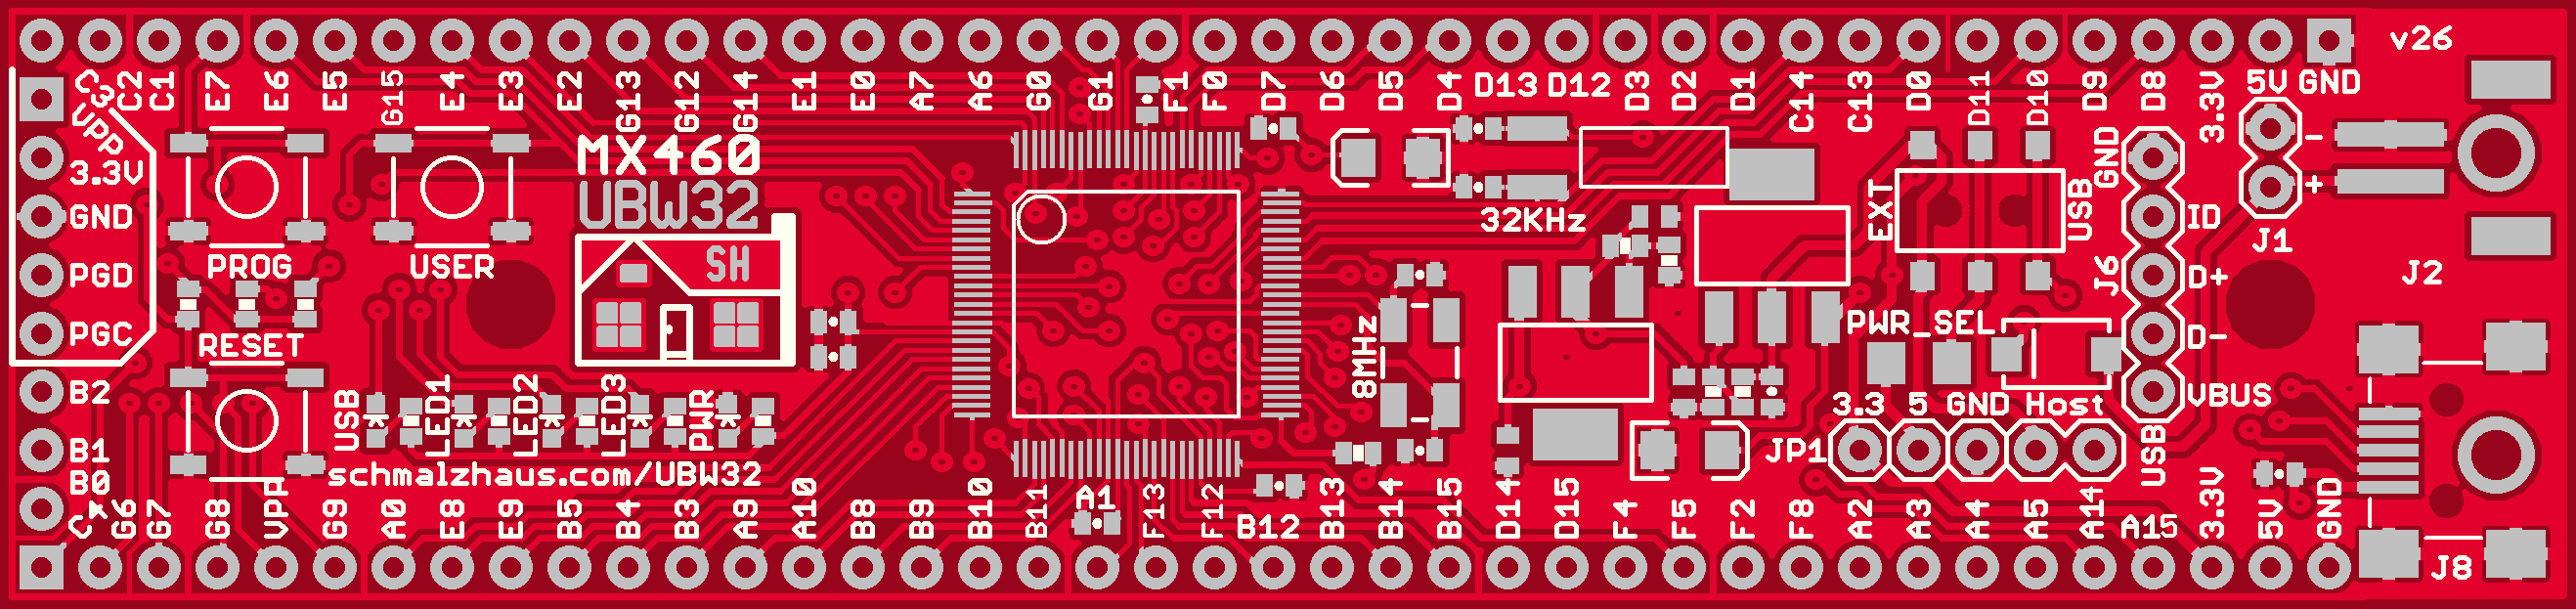 v26
C3 C2 C1 E7 E6 E5 G15 E4 E3 E2 G13 G12 G14 E1 E0 A7 A6 G0 G1 F1 F0 D7 D6 D5 D4 D13 D12 D3 D2 D1 C14 C13 D0 D11 D10 D9 D8 3.3V 5V GND
VPP
3.3V
GND
PGD
PGC
B2
B1
B0
C4
PROG
USER
RESET
MX460
UBW32
SH
USB LED1 LED2 LED3 PWR
schmalzhaus.com/UBW32
32KHz
8MHz
EXT
USB
PWR_SEL
GND
ID
D+
D-
VBUS
J6
USB
-
+
J1
J2
3.3 5 GND Host
JP1
G6 G7 G8 VPP G9 A0 E8 E9 B5 B4 B3 A9 A10 B8 B9 B10 B11 A1 F13 F12 B12 B13 B14 B15 D14 D15 F4 F5 F2 F8 A2 A3 A4 A5 A14 A15 3.3V 5V GND
J8